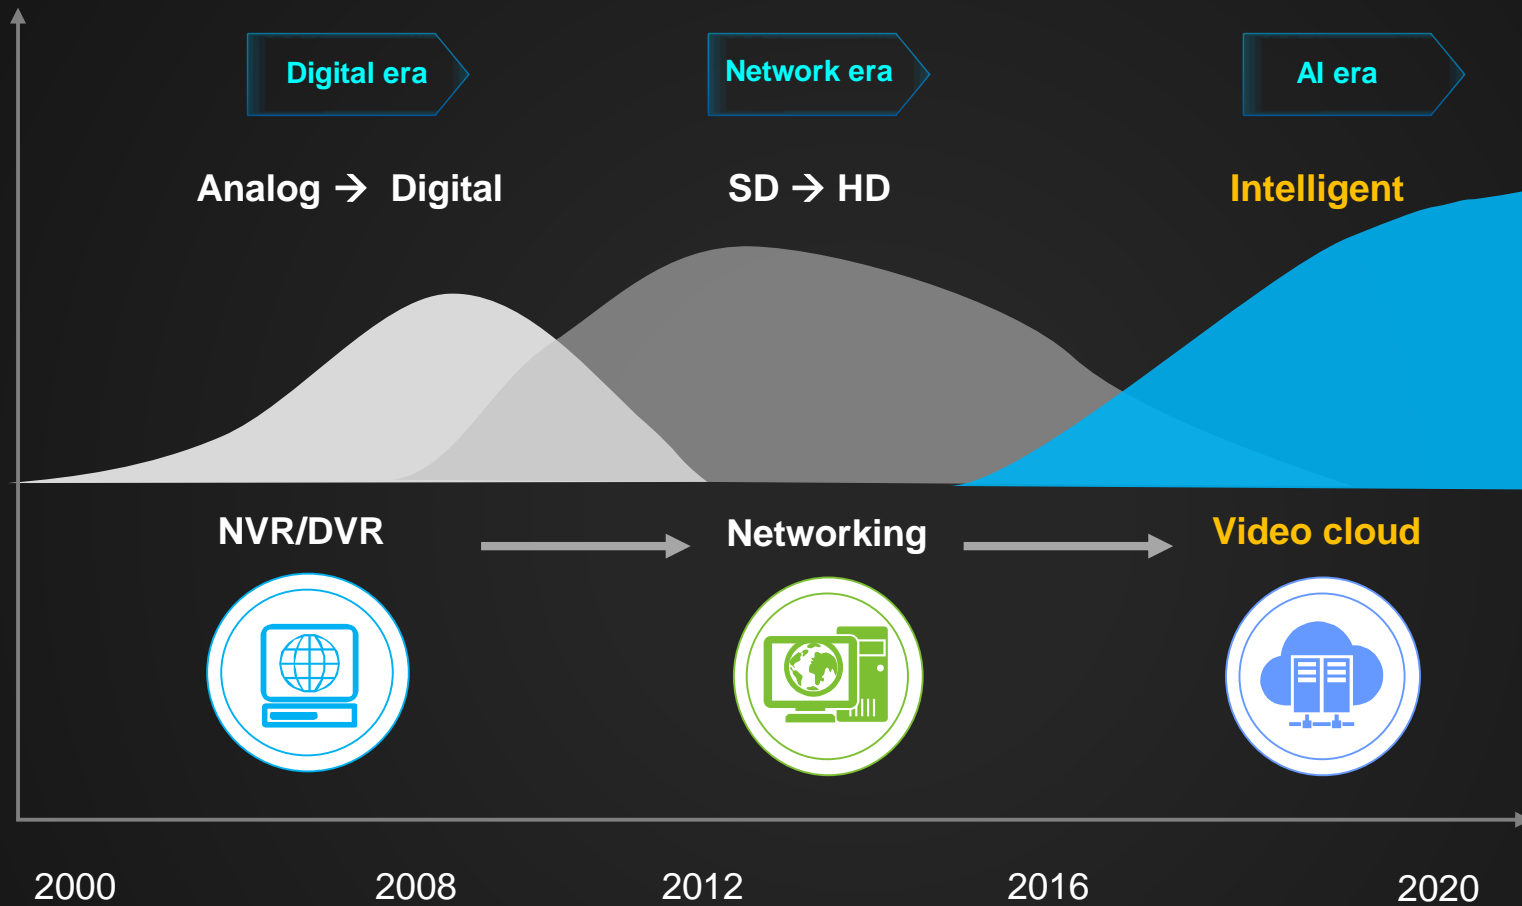 Digital era
Network era
AI era
Analog → Digital
SD → HD
Intelligent
NVR/DVR
Networking
Video cloud
2000
2008
2012
2016
2020